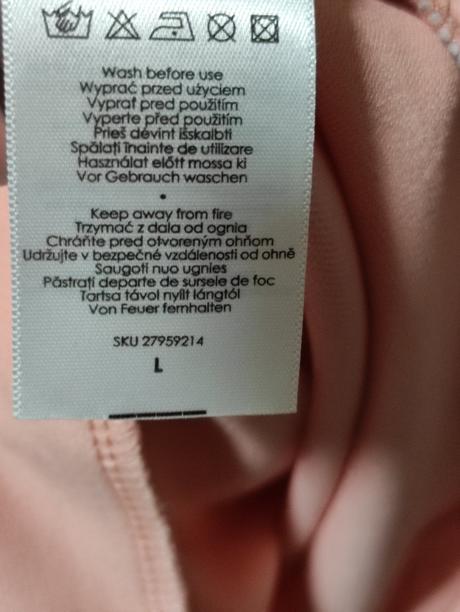 Wash before use
Wyprać przed użyciem
Vyprať pred použitím
Vyperte před použitím
Prieš dėvint išskalbti
Spălați înainte de utilizare
Használat előtt mossa ki
Vor Gebrauch waschen
•
Keep away from fire
Trzymać z dala od ognia
Chráňte pred otvoreným ohňom
Udržujte v bezpečné vzdálenosti od ohně
Saugoti nuo ugnies
Păstrați departe de sursele de foc
Tartsa távol nyílt lángtól
Von Feuer fernhalten
SKU 27959214
L